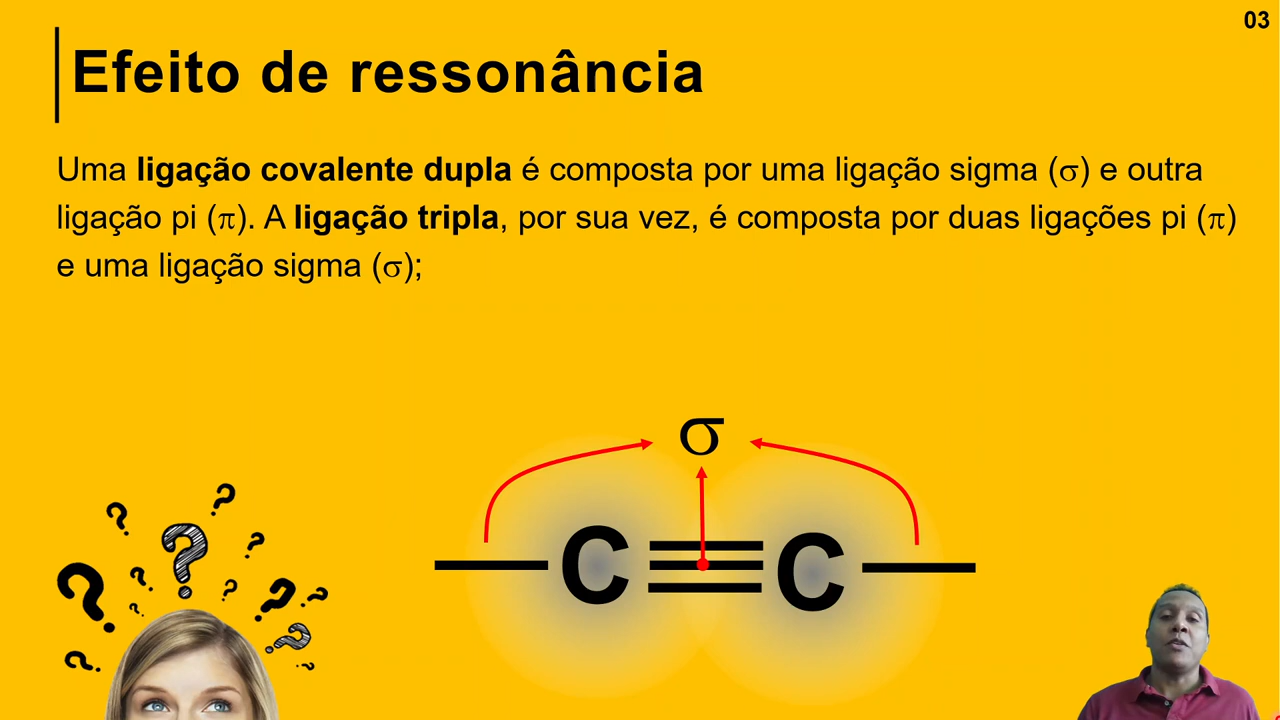 03
Efeito de ressonância
Uma ligação covalente dupla é composta por uma ligação sigma (σ) e outra
ligação pi (π). A ligação tripla, por sua vez, é composta por duas ligações pi (π)
e uma ligação sigma (σ);
σ
C C